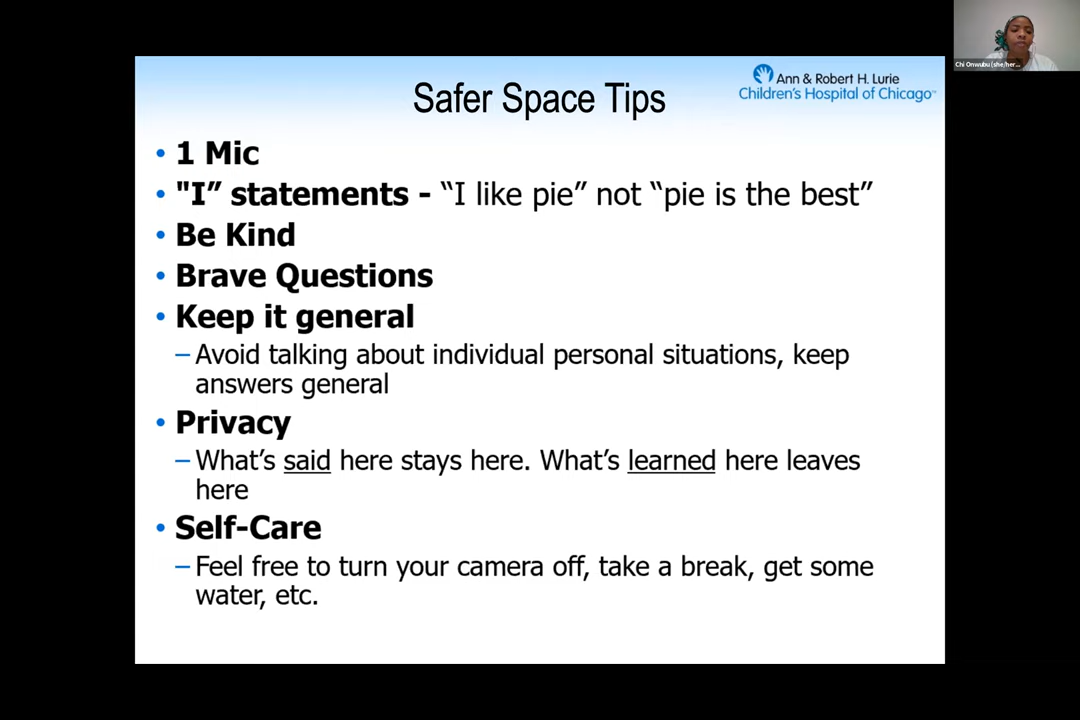 Safer Space Tips
Ann & Robert H. Lurie
Children's Hospital of Chicago
Chi Onwubu (she/her...
• 1 Mic
• "I” statements - “I like pie” not “pie is the best”
• Be Kind
• Brave Questions
• Keep it general
– Avoid talking about individual personal situations, keep
answers general
• Privacy
– What’s said here stays here. What’s learned here leaves
here
• Self-Care
– Feel free to turn your camera off, take a break, get some
water, etc.